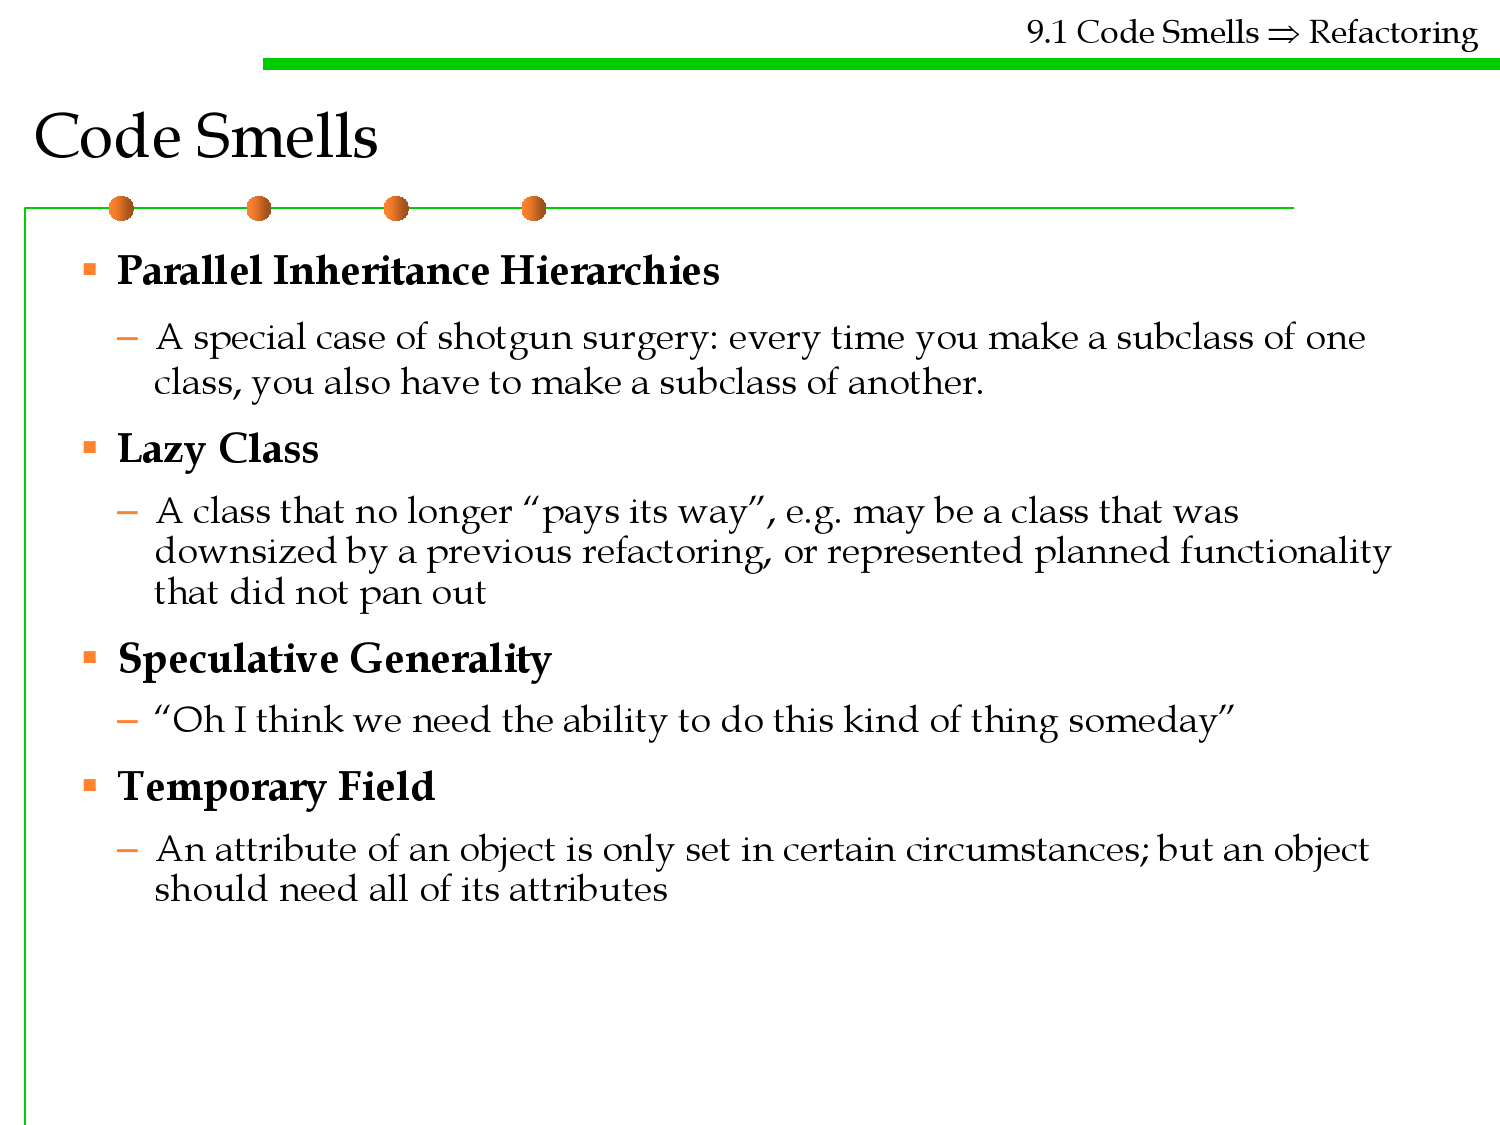 9.1 Code Smells ⇒ Refactoring
Code Smells
▪ Parallel Inheritance Hierarchies
– A special case of shotgun surgery: every time you make a subclass of one
class, you also have to make a subclass of another.
▪ Lazy Class
– A class that no longer “pays its way”, e.g. may be a class that was
downsized by a previous refactoring, or represented planned functionality
that did not pan out
▪ Speculative Generality
– “Oh I think we need the ability to do this kind of thing someday”
▪ Temporary Field
– An attribute of an object is only set in certain circumstances; but an object
should need all of its attributes